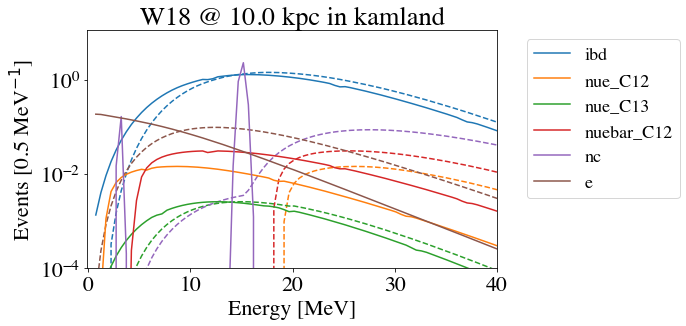 W18 @ 10.0 kpc in kamland
Events [0.5 MeV⁻¹]
10⁰
10⁻²
10⁻⁴
0 10 20 30 40
Energy [MeV]
ibd
nue_C12
nue_C13
nuebar_C12
nc
e